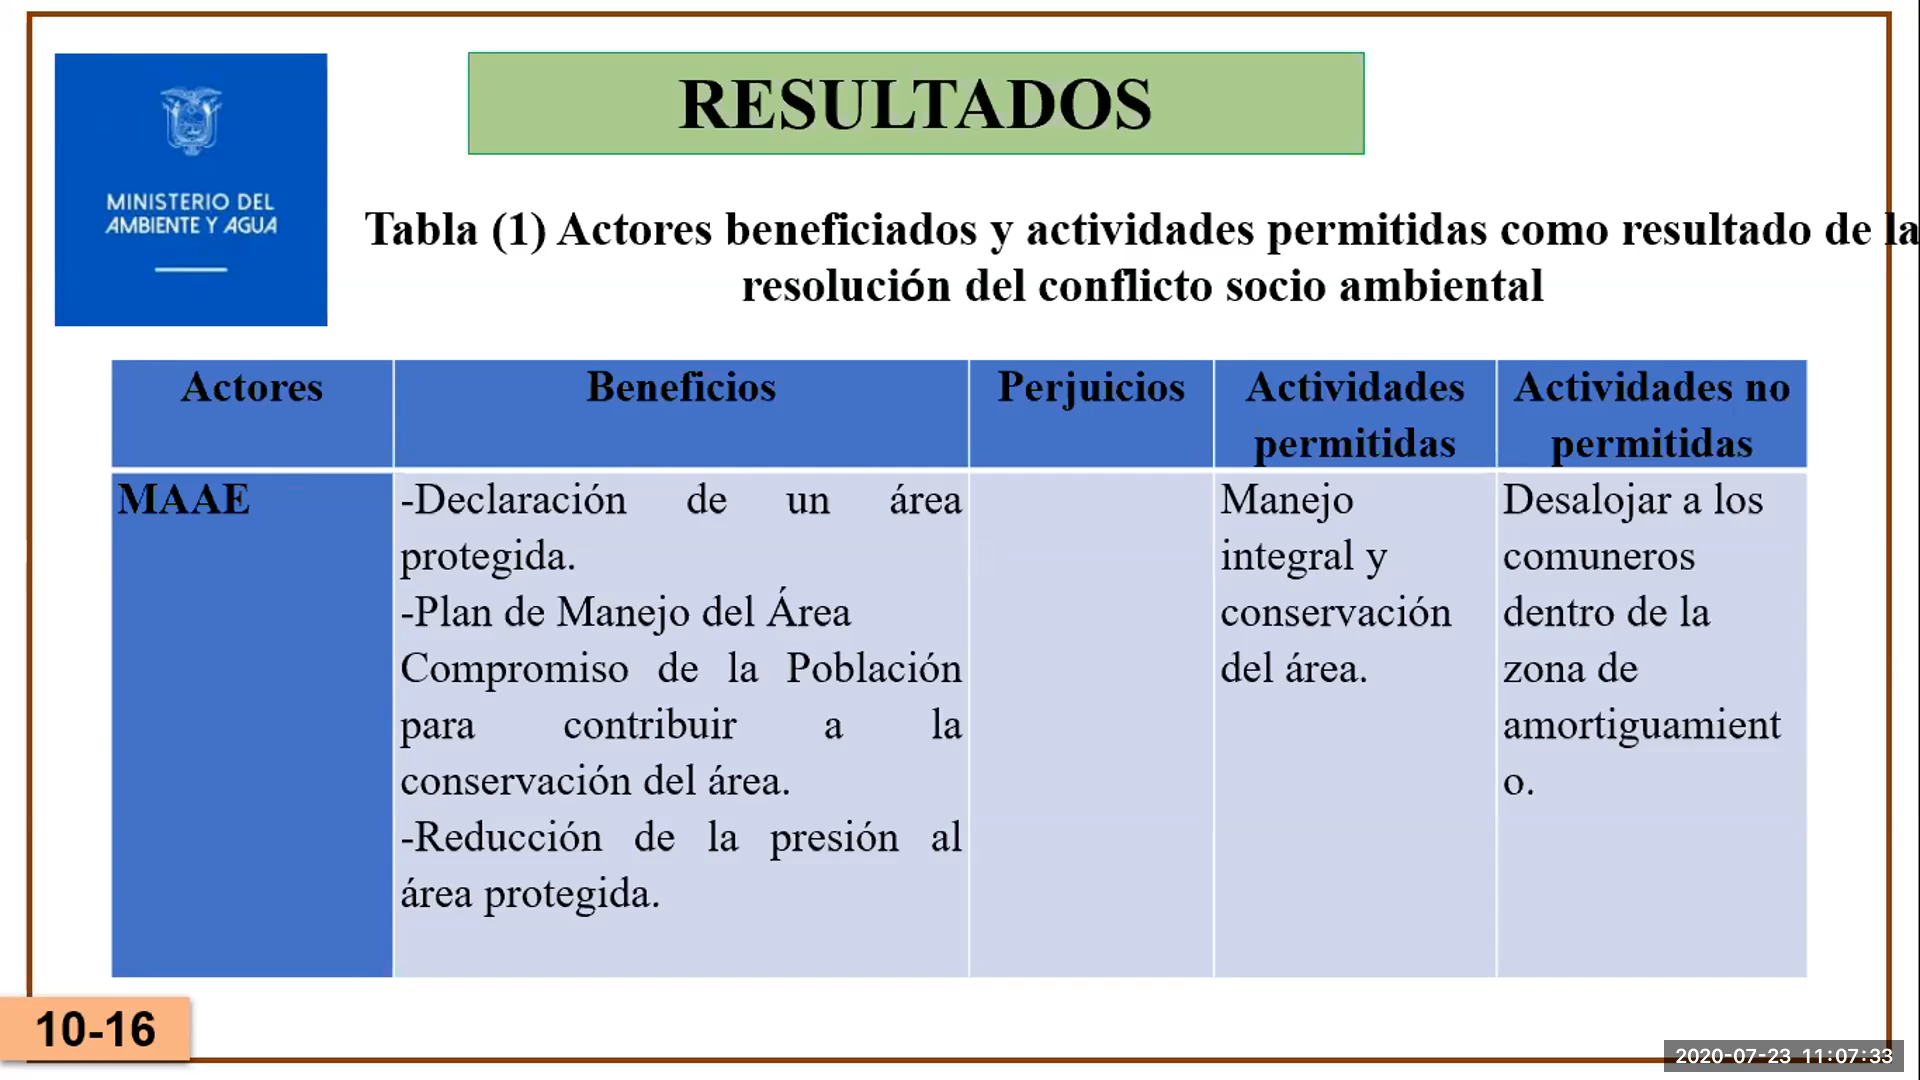 MINISTERIO DEL
AMBIENTE Y AGUA
RESULTADOS
Tabla (1) Actores beneficiados y actividades permitidas como resultado de la
resolución del conflicto socio ambiental
Actores
Beneficios
Perjuicios
Actividades
permitidas
Actividades no
permitidas
MAAE
-Declaración de un área
protegida.
-Plan de Manejo del Área
Compromiso de la Población
para contribuir a la
conservación del área.
-Reducción de la presión al
área protegida.
Manejo
integral y
conservación
del área.
Desalojar a los
comuneros
dentro de la
zona de
amortiguamient
o.
10-16
2020-07-23 11:07:33